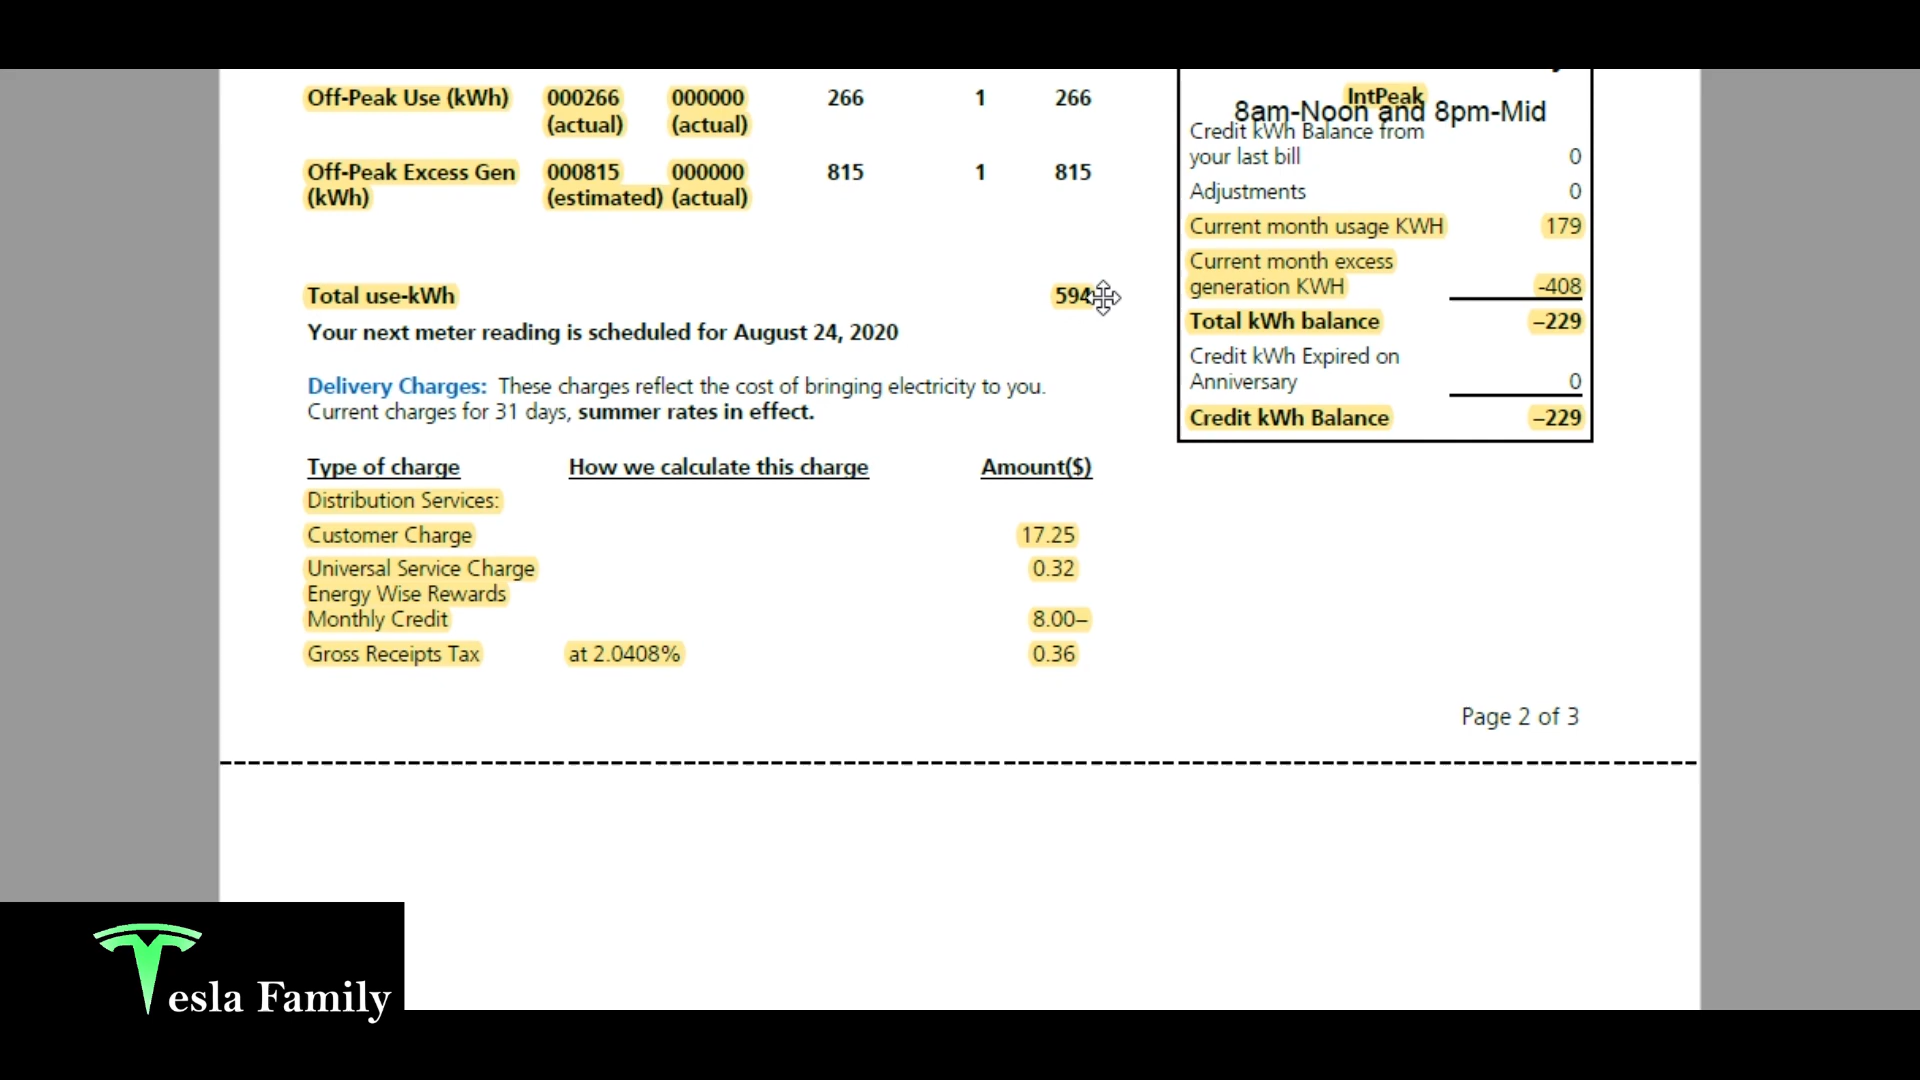 Off-Peak Use (kWh) 000266 000000 266 1 266
(actual) (actual)
Off-Peak Excess Gen 000815 000000 815 1 815
(kWh) (estimated) (actual)
Total use-kWh 594
Your next meter reading is scheduled for August 24, 2020
Delivery Charges: These charges reflect the cost of bringing electricity to you.
Current charges for 31 days, summer rates in effect.
Type of charge How we calculate this charge Amount($)
Distribution Services:
Customer Charge 17.25
Universal Service Charge 0.32
Energy Wise Rewards
Monthly Credit 8.00–
Gross Receipts Tax at 2.0408% 0.36
IntPeak
8am-Noon and 8pm-Mid
Credit kWh Balance from
your last bill 0
Adjustments 0
Current month usage KWH 179
Current month excess
generation KWH -408
Total kWh balance –229
Credit kWh Expired on
Anniversary 0
Credit kWh Balance –229
Page 2 of 3
Tesla Family